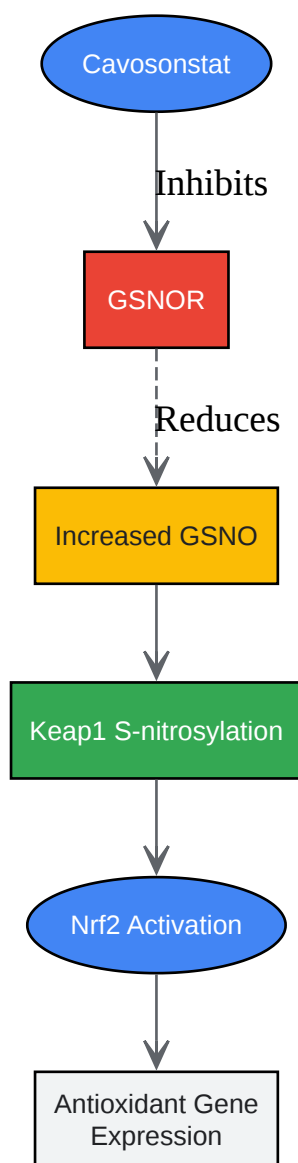 Cavosonstat
Inhibits
GSNOR
Reduces
Increased GSNO
Keap1 S-nitrosylation
Nrf2 Activation
Antioxidant Gene
Expression